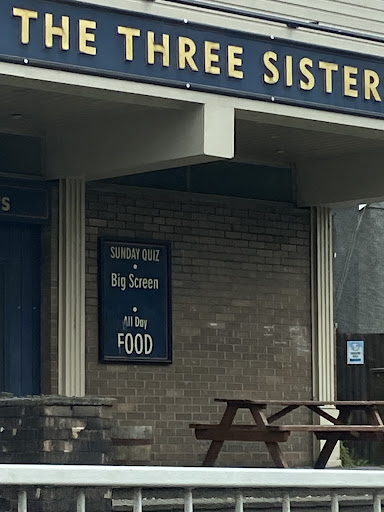 THE THREE SISTER
S
SUNDAY QUIZ
Big Screen
All Day
FOOD